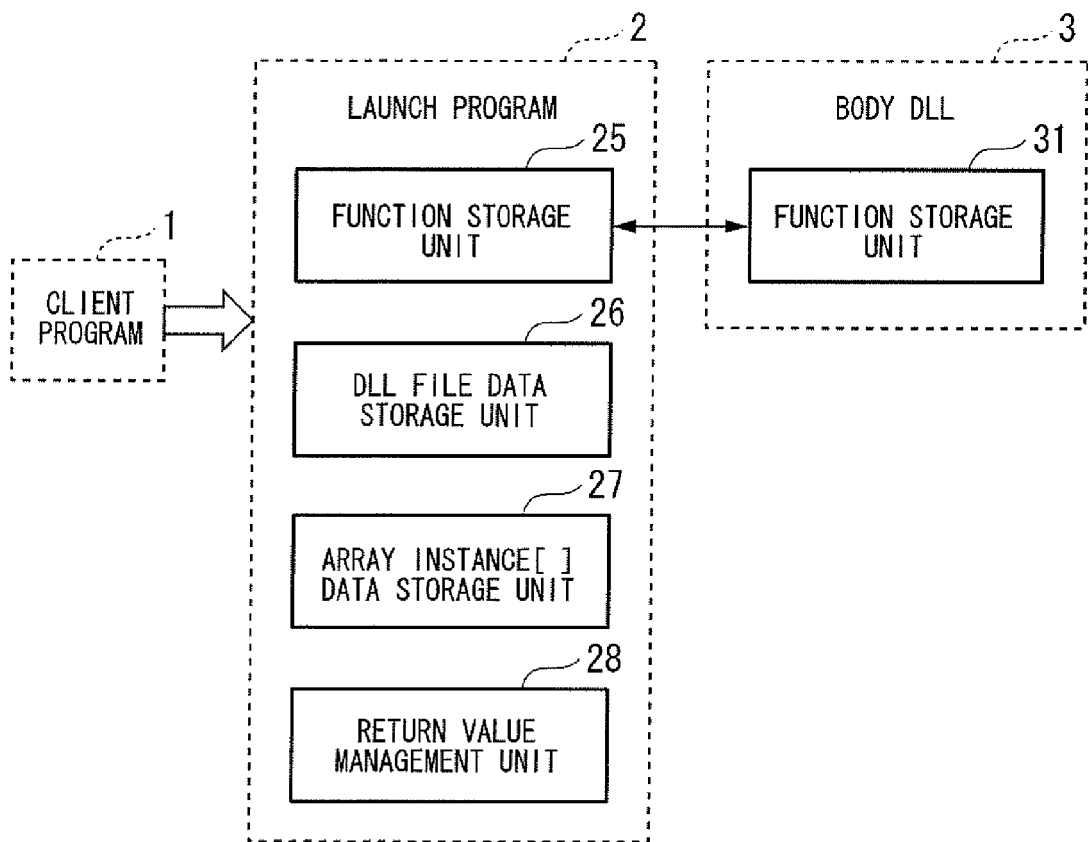 2
3
LAUNCH PROGRAM
BODY DLL
25
31
FUNCTION STORAGE
UNIT
FUNCTION STORAGE
UNIT
1
CLIENT
PROGRAM
26
DLL FILE DATA
STORAGE UNIT
27
ARRAY INSTANCE[ ]
DATA STORAGE UNIT
28
RETURN VALUE
MANAGEMENT UNIT